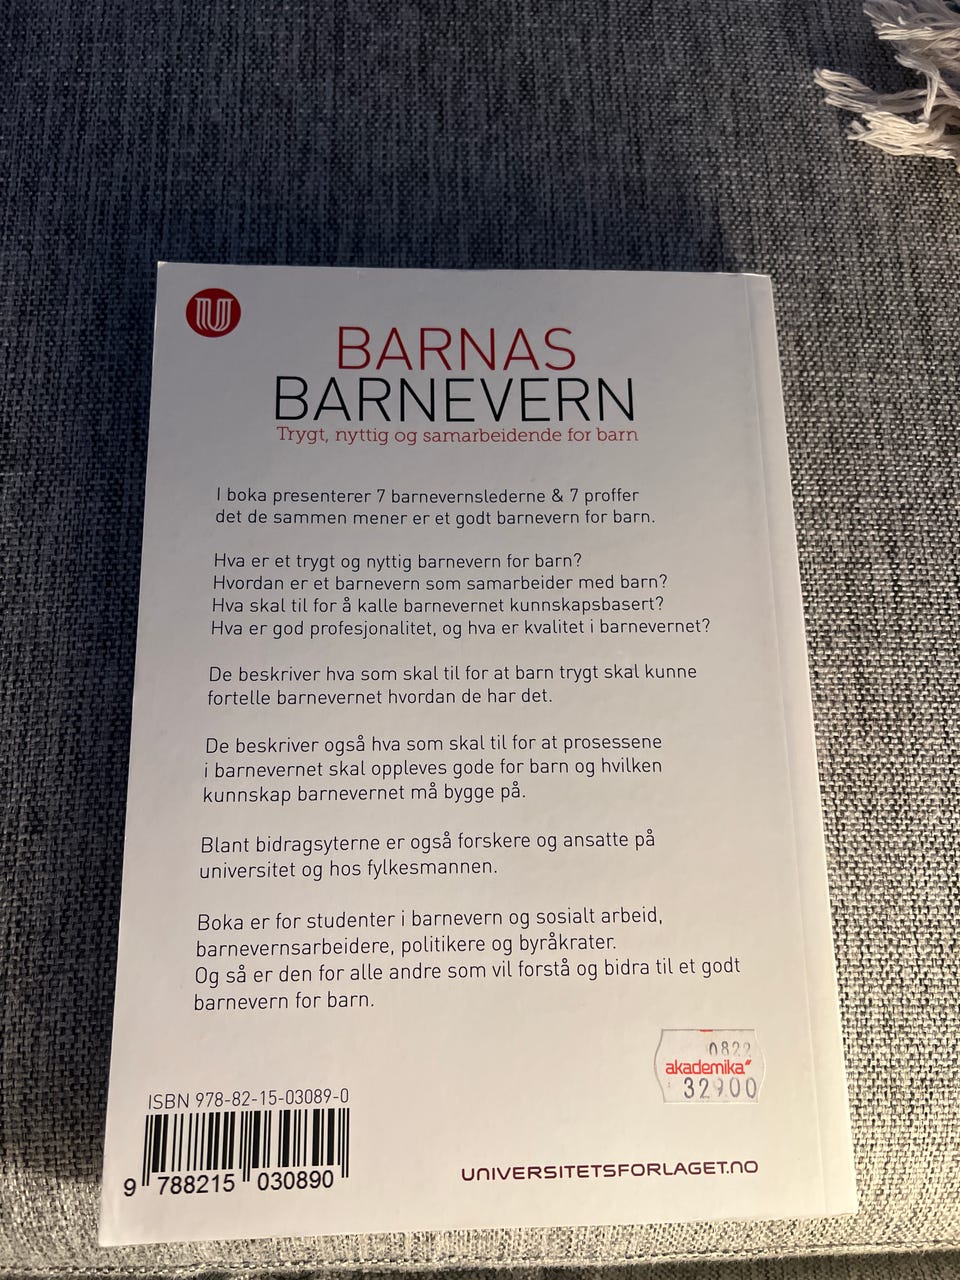 U
BARNAS
BARNEVERN
Trygt, nyttig og samarbeidende for barn
I boka presenterer 7 barnevernslederne & 7 proffer
det de sammen mener er et godt barnevern for barn.
Hva er et trygt og nyttig barnevern for barn?
Hvordan er et barnevern som samarbeider med barn?
Hva skal til for å kalle barnevernet kunnskapsbasert?
Hva er god profesjonalitet, og hva er kvalitet i barnevernet?
De beskriver hva som skal til for at barn trygt skal kunne
fortelle barnevernet hvordan de har det.
De beskriver også hva som skal til for at prosessene
i barnevernet skal oppleves gode for barn og hvilken
kunnskap barnevernet må bygge på.
Blant bidragsyterne er også forskere og ansatte på
universitet og hos fylkesmannen.
Boka er for studenter i barnevern og sosialt arbeid,
barnevernsarbeidere, politikere og byråkrater.
Og så er den for alle andre som vil forstå og bidra til et godt
barnevern for barn.
0822
akademika
32900
ISBN 978-82-15-03089-0
9 788215 030890
UNIVERSITETSFORLAGET.NO